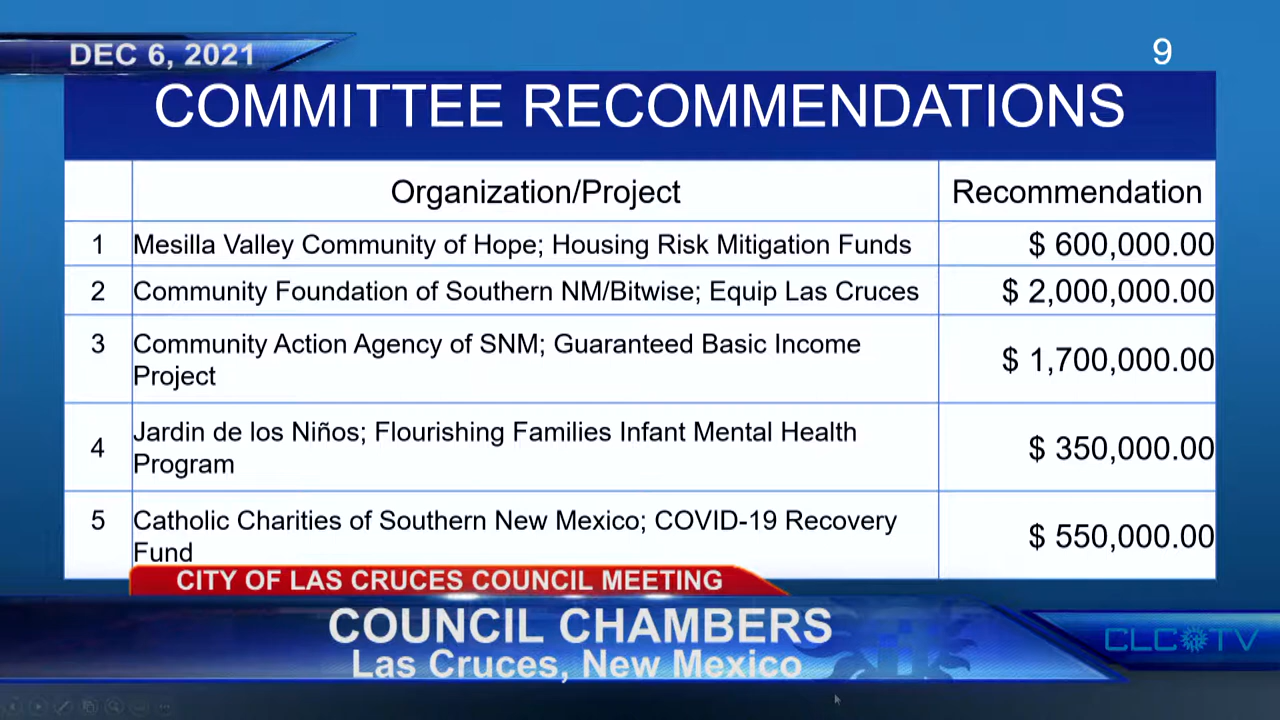 DEC 6, 2021
9
COMMITTEE RECOMMENDATIONS
Organization/Project
Recommendation
1
Mesilla Valley Community of Hope; Housing Risk Mitigation Funds
$ 600,000.00
2
Community Foundation of Southern NM/Bitwise; Equip Las Cruces
$ 2,000,000.00
3
Community Action Agency of SNM; Guaranteed Basic Income
Project
$ 1,700,000.00
4
Jardin de los Niños; Flourishing Families Infant Mental Health
Program
$ 350,000.00
5
Catholic Charities of Southern New Mexico; COVID-19 Recovery
Fund
$ 550,000.00
CITY OF LAS CRUCES COUNCIL MEETING
COUNCIL CHAMBERS
Las Cruces, New Mexico
CLC TV